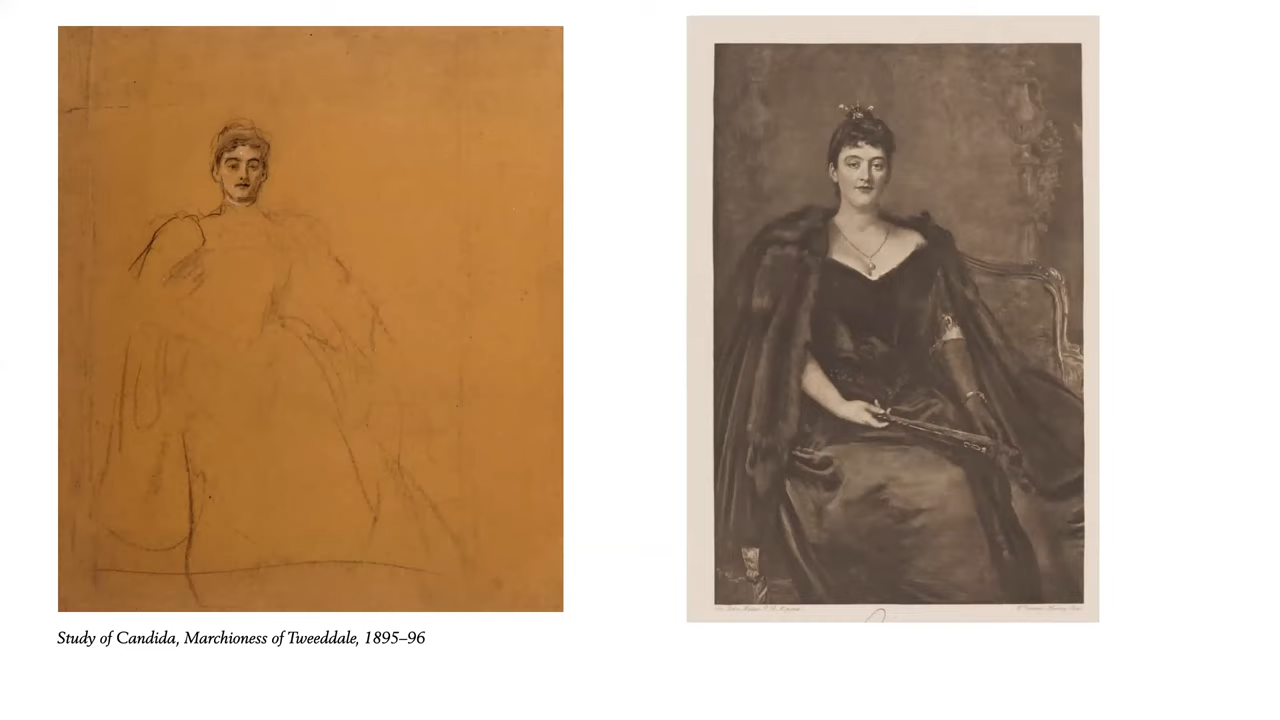 Study of Candida, Marchioness of Tweeddale, 1895–96